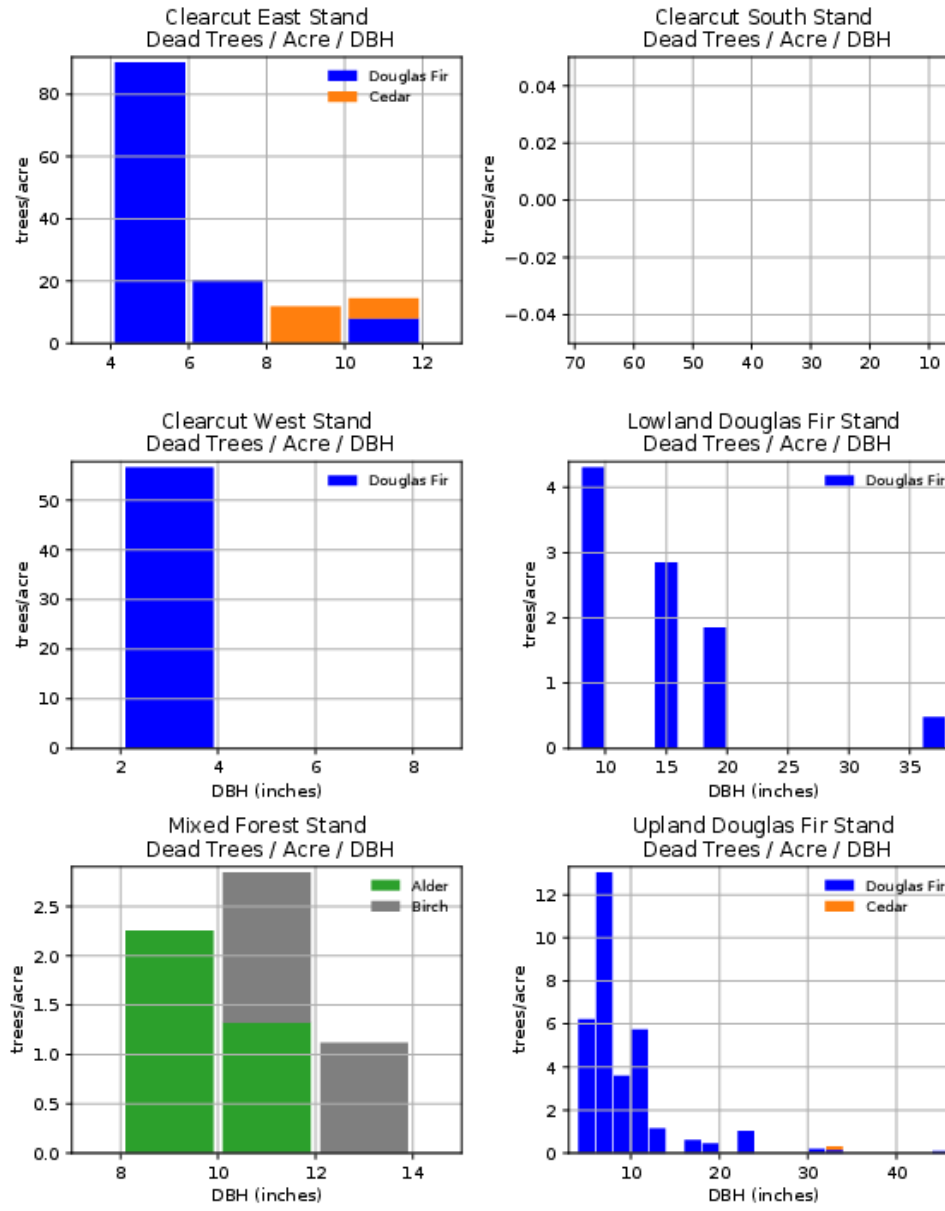 Clearcut East Stand
Dead Trees / Acre / DBH
trees/acre
80
60
40
20
0
4 6 8 10 12
Douglas Fir
Cedar
Clearcut South Stand
Dead Trees / Acre / DBH
trees/acre
0.04
0.02
0.00
−0.02
−0.04
70 60 50 40 30 20 10
Clearcut West Stand
Dead Trees / Acre / DBH
trees/acre
50
40
30
20
10
0
2 4 6 8
DBH (inches)
Douglas Fir
Lowland Douglas Fir Stand
Dead Trees / Acre / DBH
trees/acre
4
3
2
1
0
10 15 20 25 30 35
DBH (inches)
Douglas Fir
Mixed Forest Stand
Dead Trees / Acre / DBH
trees/acre
2.5
2.0
1.5
1.0
0.5
0.0
8 10 12 14
DBH (inches)
Alder
Birch
Upland Douglas Fir Stand
Dead Trees / Acre / DBH
trees/acre
12
10
8
6
4
2
0
10 20 30 40
DBH (inches)
Douglas Fir
Cedar